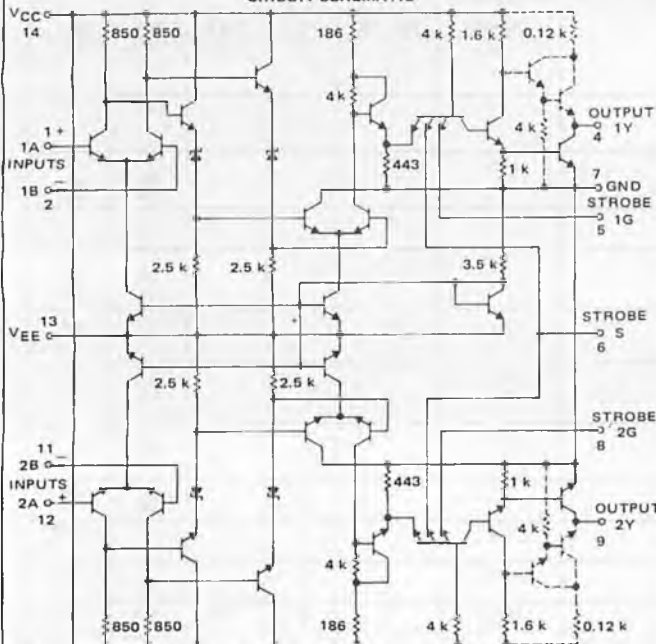 VCC
14
850 850
186
4 k
1.6 k
0.12 k
4 k
4 k
OUTPUT
1Y
4
1 +
1A
INPUTS
1B −
2
443
1 k
7
GND
STROBE
1G
5
2.5 k
2.5 k
3.5 k
13
VEE
STROBE
S
6
2.5 k
2.5 k
STROBE
2G
8
11
2B −
INPUTS
2A +
12
443
1 k
4 k
OUTPUT
2Y
9
4 k
850 850
186
4 k
1.6 k
0.12 k